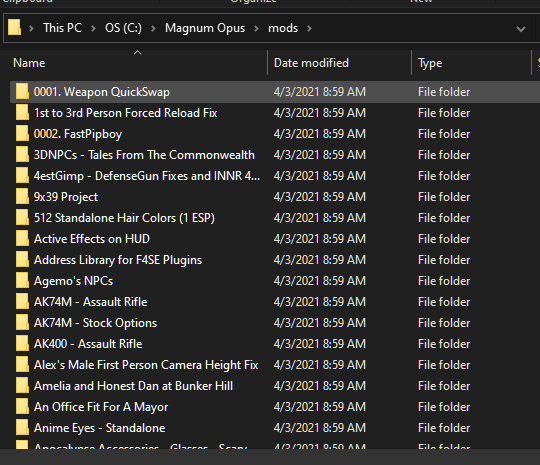 Clipboard Organize New
This PC > OS (C:) > Magnum Opus > mods >
Name Date modified Type
0001. Weapon QuickSwap 4/3/2021 8:59 AM File folder
1st to 3rd Person Forced Reload Fix 4/3/2021 8:59 AM File folder
0002. FastPipboy 4/3/2021 8:59 AM File folder
3DNPCs - Tales From The Commonwealth 4/3/2021 8:59 AM File folder
4estGimp - DefenseGun Fixes and INNR 4... 4/3/2021 8:59 AM File folder
9x39 Project 4/3/2021 8:59 AM File folder
512 Standalone Hair Colors (1 ESP) 4/3/2021 8:59 AM File folder
Active Effects on HUD 4/3/2021 8:59 AM File folder
Address Library for F4SE Plugins 4/3/2021 8:59 AM File folder
Agemo's NPCs 4/3/2021 8:59 AM File folder
AK74M - Assault Rifle 4/3/2021 8:59 AM File folder
AK74M - Stock Options 4/3/2021 8:59 AM File folder
AK400 - Assault Rifle 4/3/2021 8:59 AM File folder
Alex's Male First Person Camera Height Fix 4/3/2021 8:59 AM File folder
Amelia and Honest Dan at Bunker Hill 4/3/2021 8:59 AM File folder
An Office Fit For A Mayor 4/3/2021 8:59 AM File folder
Anime Eyes - Standalone 4/3/2021 8:59 AM File folder
Apocalypse Accessories - Glasses - Scary 4/3/2021 8:59 AM File folder